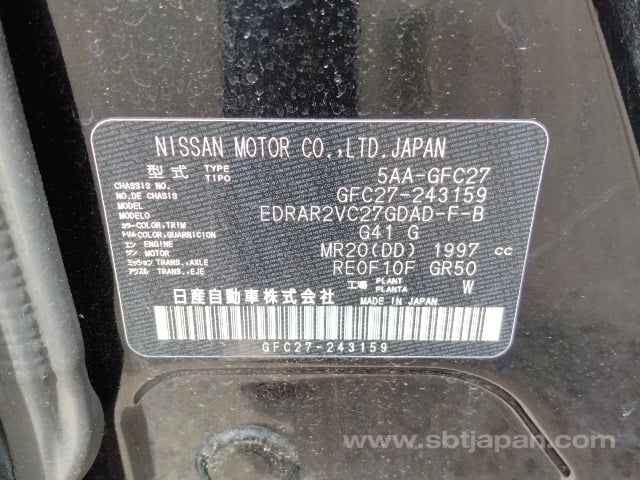 NISSAN MOTOR CO.,LTD.JAPAN
型式 TYPE TIPO 5AA-GFC27
CHASSIS NO. NO.DE CHASSIS GFC27-243159
MODEL MODELO EDRAR2VC27GDAD-F-B
カラー COLOR,TRIM トリム COLOR,GUARNICION G41 G
エンジン ENGINE MOTOR MR20(DD) 1997 cc
ミッション TRANS.,AXLE アクスル TRANS.,EJE RE0F10F GR50
工場 PLANT PLANTA W
日産自動車株式会社 MADE IN JAPAN
GFC27-243159
www.sbtjapan.com